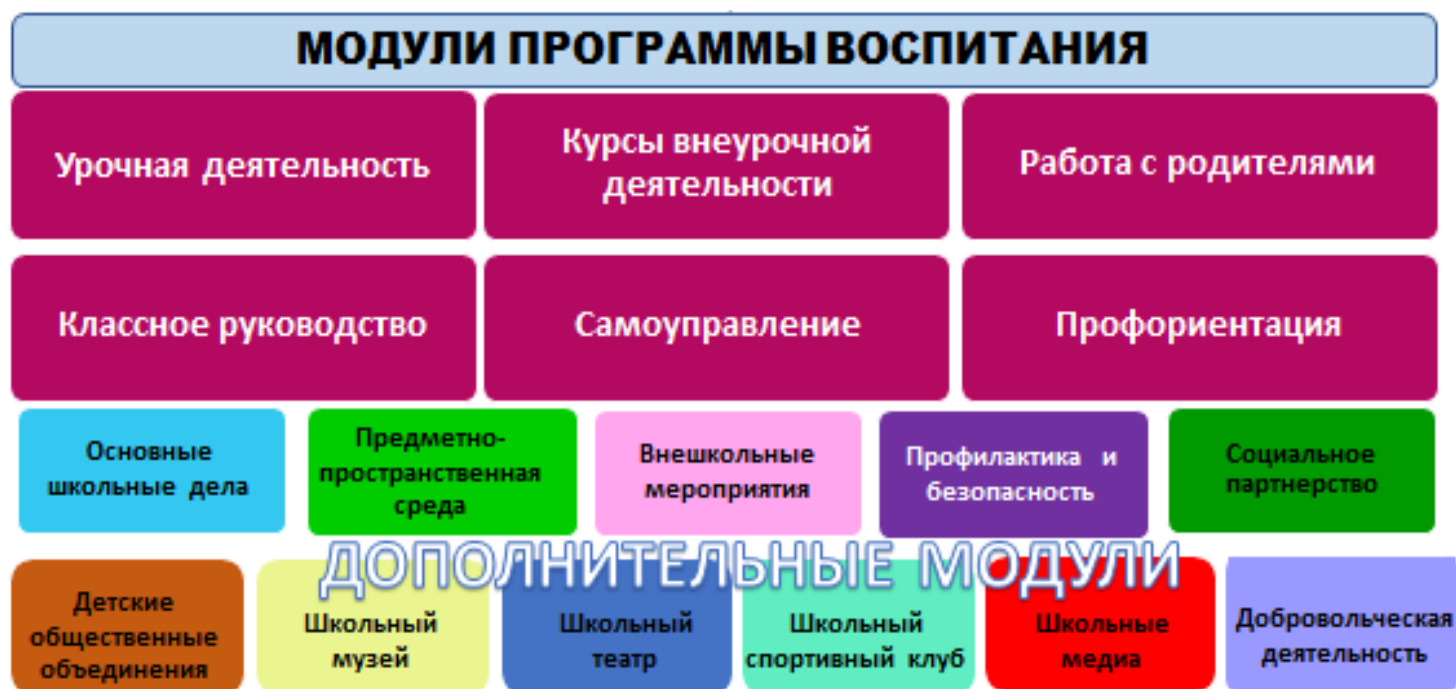 МОДУЛИ ПРОГРАММЫ ВОСПИТАНИЯ
Урочная деятельность
Курсы внеурочной
деятельности
Работа с родителями
Классное руководство
Самоуправление
Профориентация
Основные
школьные дела
Предметно-
пространственная
среда
Внешкольные
мероприятия
Профилактика и
безопасность
Социальное
партнерство
ДОПОЛНИТЕЛЬНЫЕ МОДУЛИ
Детские
общественные
объединения
Школьный
музей
Школьный
театр
Школьный
спортивный клуб
Школьные
медиа
Добровольческая
деятельность